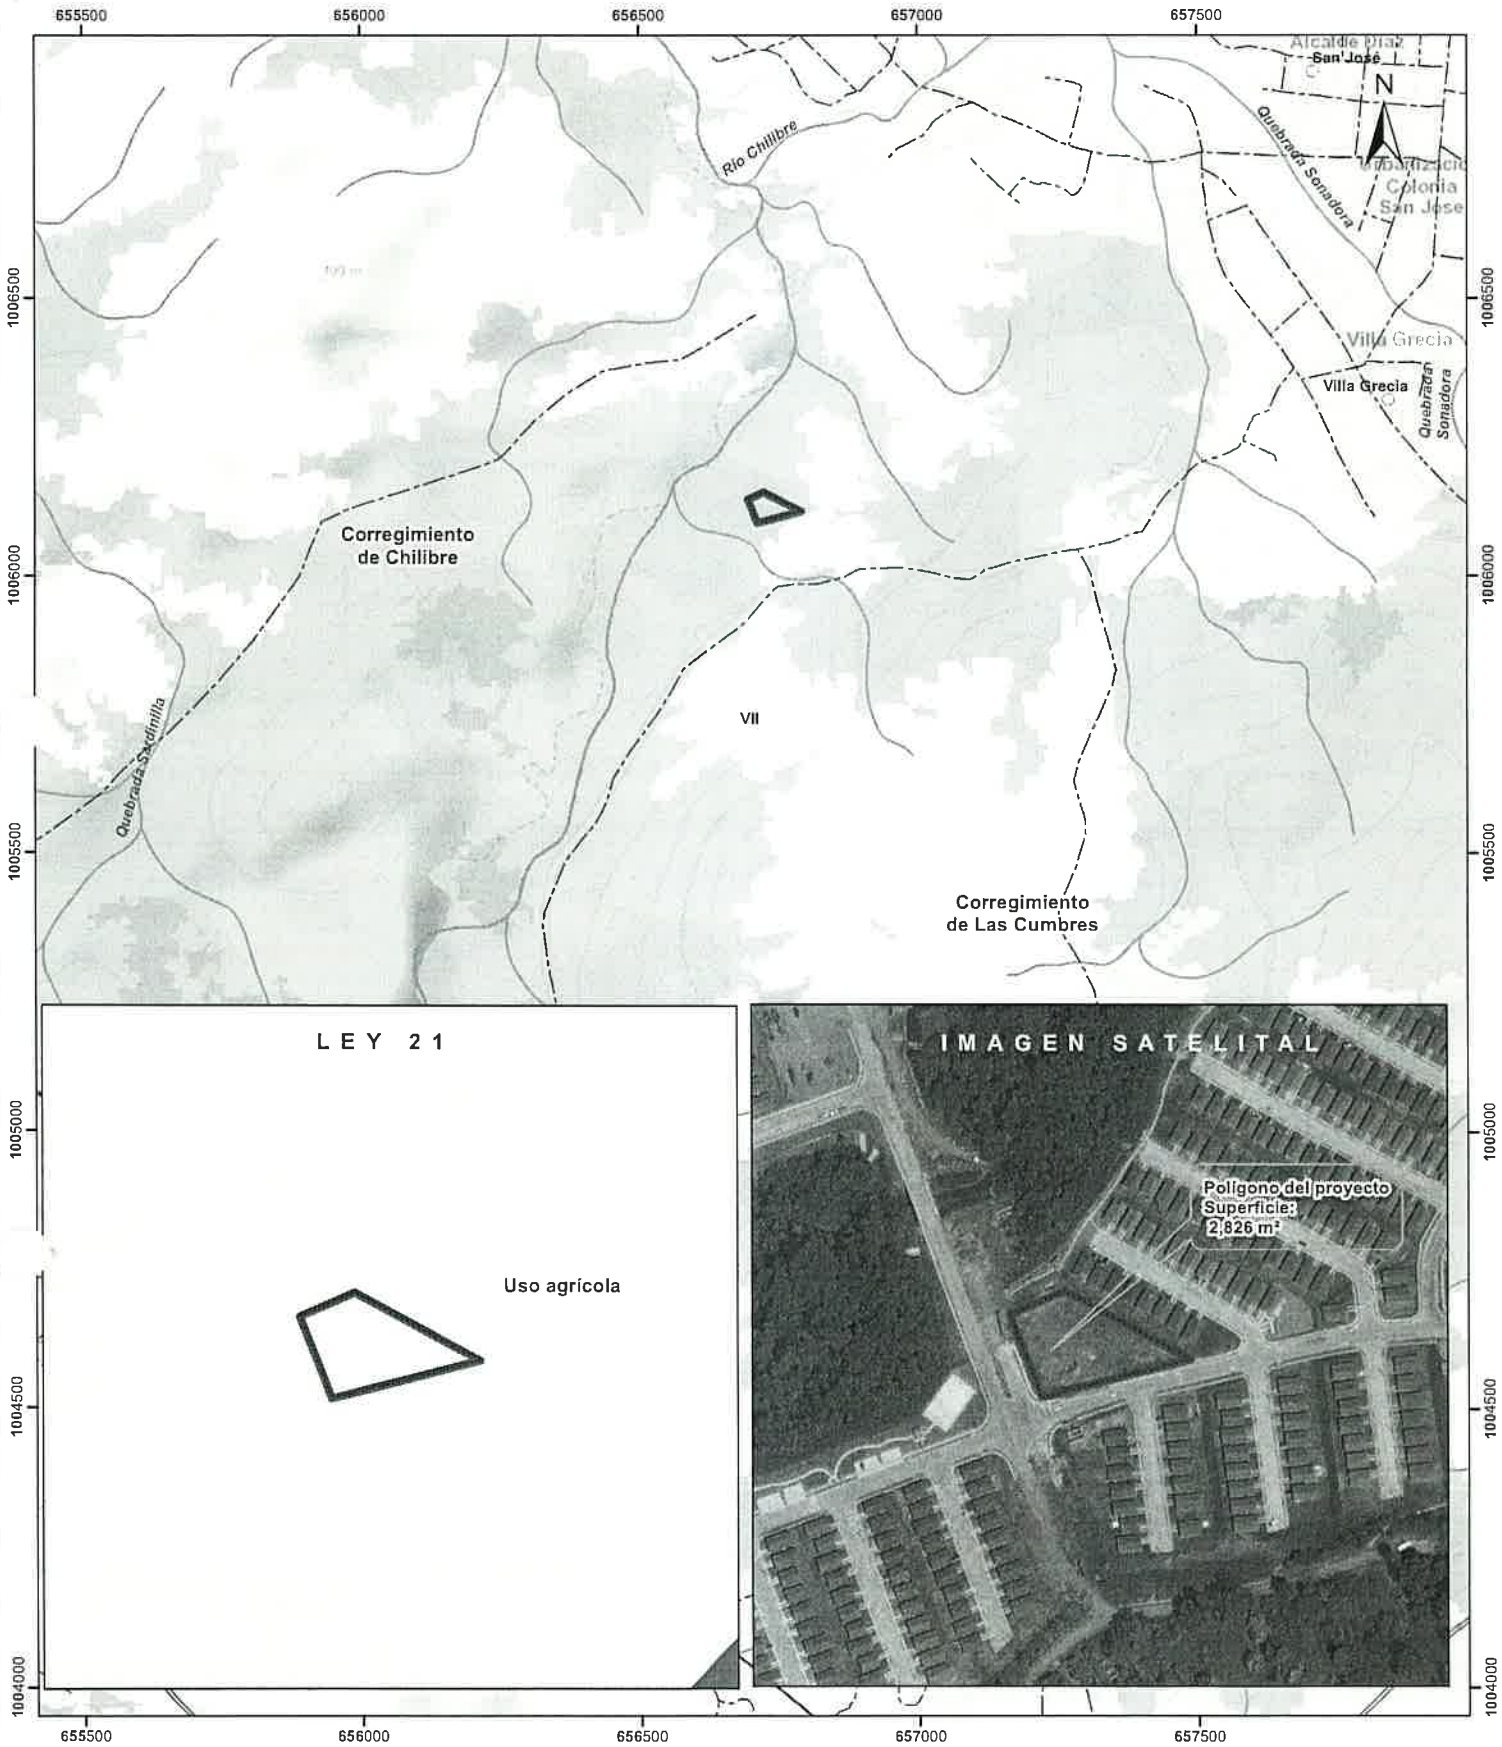 655500
656000
656500
657000
657500
Alcalde Díaz
San José
N
Río Chilibre
Quebrada Sonadora
Colonia
San Jose
100 m
1006500
1006500
Villa Grecia
Villa Grecia
Quebrada
Sonadora
Corregimiento
de Chilibre
1006000
1006000
VII
Quebrada Sardinilla
1005500
1005500
Corregimiento
de Las Cumbres
LEY 21
IMAGEN SATELITAL
1005000
1005000
Polígono del proyecto
Superficie:
2,826 m²
Uso agrícola
1004500
1004500
1004000
1004000
655500
656000
656500
657000
657500